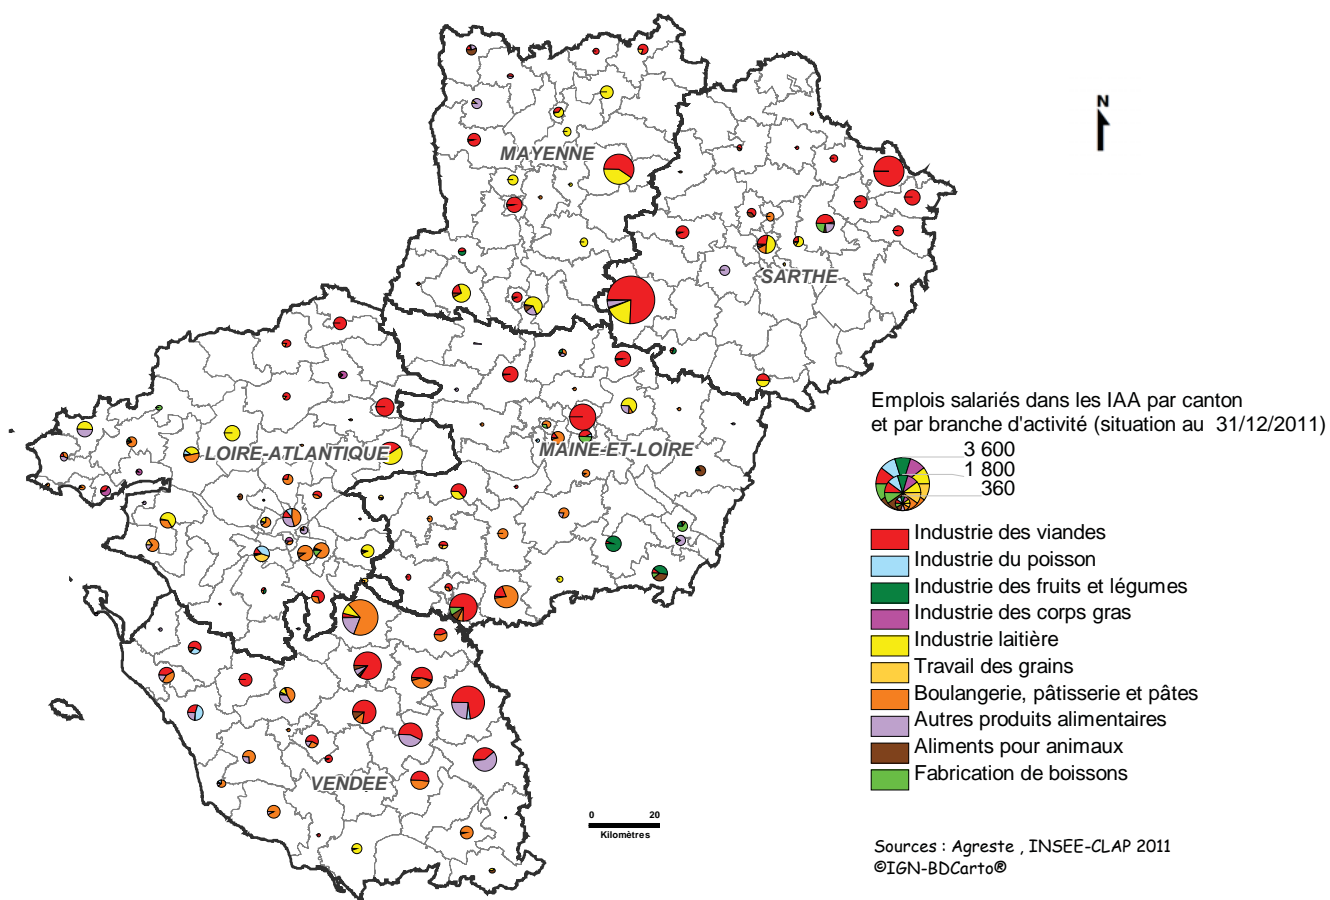 N
MAYENNE
SARTHE
LOIRE-ATLANTIQUE
MAINE-ET-LOIRE
VENDEE
Emplois salariés dans les IAA par canton
et par branche d'activité (situation au 31/12/2011)
3 600
1 800
360
Industrie des viandes
Industrie du poisson
Industrie des fruits et légumes
Industrie des corps gras
Industrie laitière
Travail des grains
Boulangerie, pâtisserie et pâtes
Autres produits alimentaires
Aliments pour animaux
Fabrication de boissons
0 20
Kilomètres
Sources : Agreste , INSEE-CLAP 2011
©IGN-BDCarto®